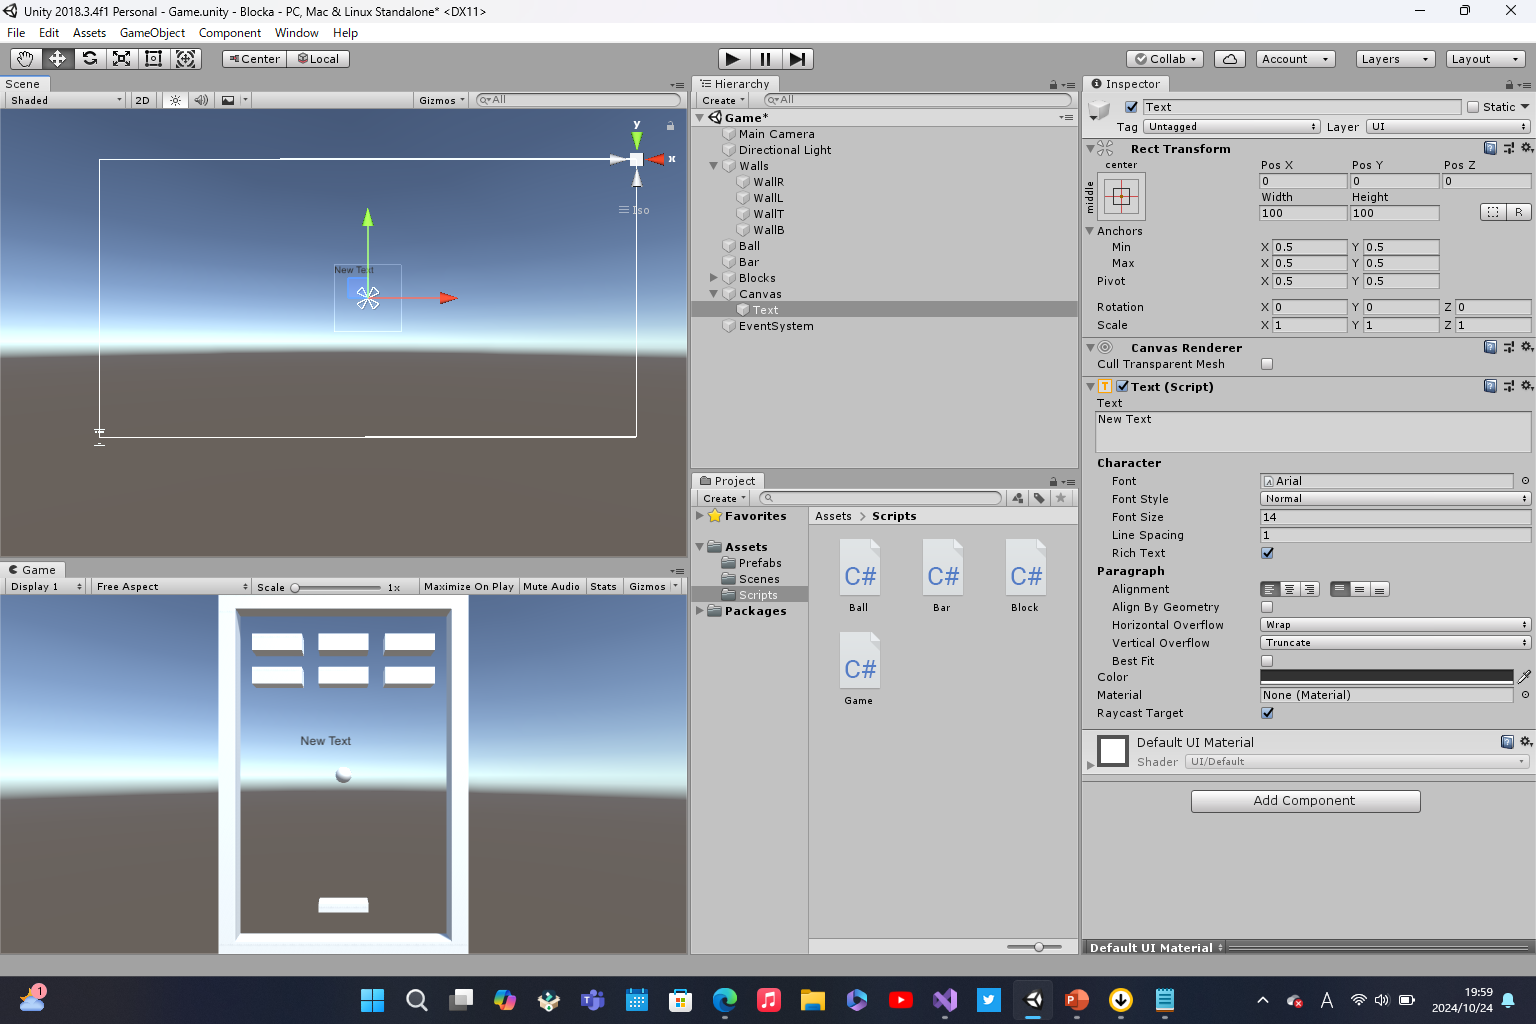 Unity 2018.3.4f1 Personal - Game.unity - Blocka - PC, Mac & Linux Standalone* <DX11>
File Edit Assets GameObject Component Window Help
Center Local
Collab Account Layers Layout
Scene
Shaded 2D Gizmos All
y
x
Iso
New Text
Game
Display 1 Free Aspect Scale 1x Maximize On Play Mute Audio Stats Gizmos
New Text
Hierarchy
Create All
Game*
Main Camera
Directional Light
Walls
WallR
WallL
WallT
WallB
Ball
Bar
Blocks
Canvas
Text
EventSystem
Project
Create
Favorites
Assets
Prefabs
Scenes
Scripts
Packages
Assets > Scripts
C# C# C#
Ball Bar Block
C#
Game
Inspector
Text Static
Tag Untagged Layer UI
Rect Transform
center Pos X Pos Y Pos Z
middle
0 0 0
Width Height
100 100 R
Anchors
Min X 0.5 Y 0.5
Max X 0.5 Y 0.5
Pivot X 0.5 Y 0.5
Rotation X 0 Y 0 Z 0
Scale X 1 Y 1 Z 1
Canvas Renderer
Cull Transparent Mesh
T Text (Script)
Text
New Text
Character
Font Arial
Font Style Normal
Font Size 14
Line Spacing 1
Rich Text
Paragraph
Alignment
Align By Geometry
Horizontal Overflow Wrap
Vertical Overflow Truncate
Best Fit
Color
Material None (Material)
Raycast Target
Default UI Material
Shader UI/Default
Add Component
Default UI Material
1
A
19:59
2024/10/24